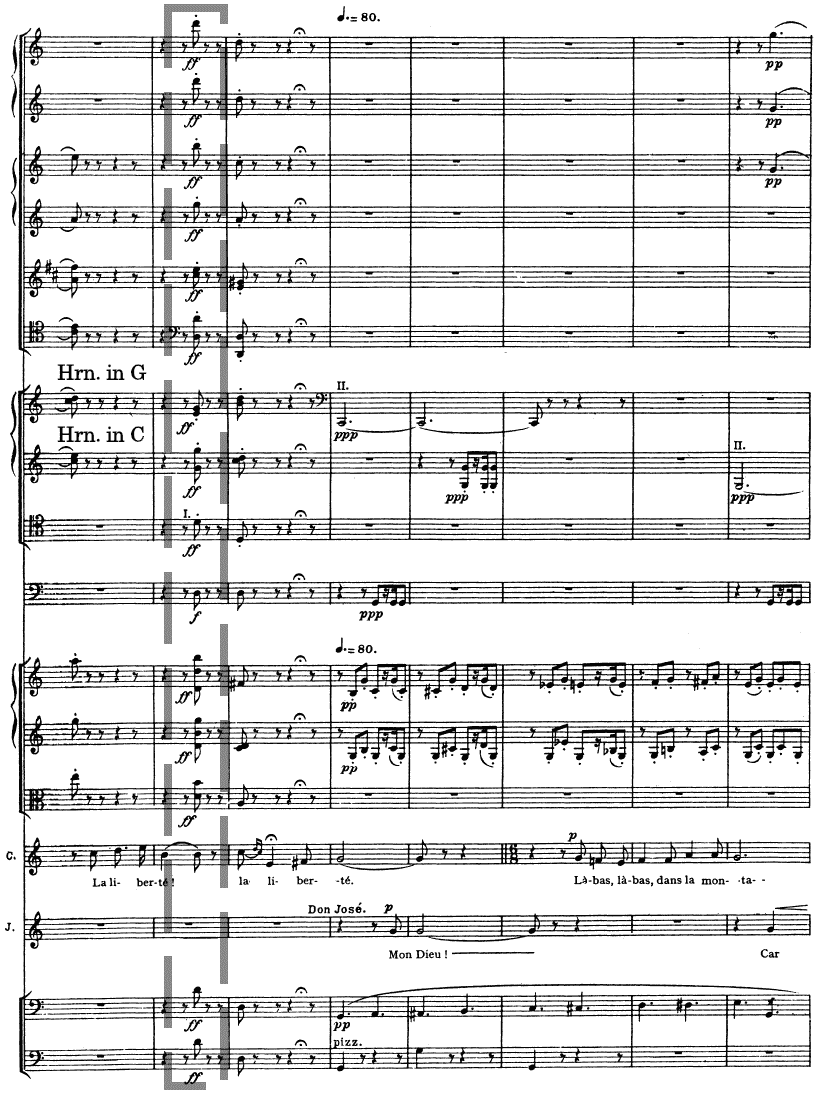 ♩. = 80.
ff
ff
pp
pp
ff
pp
ff
ff
ff
Hrn. in G
II.
ff
ppp
Hrn. in C
II.
ff
ppp
ppp
I.
ff
f
ppp
♩. = 80.
ff
pp
ff
pp
ff
C.
p
La li- ber-té! la li- ber- -té. Là-bas, là-bas, dans la mon- -ta- -
Don José.
p
J.
Mon Dieu! Car
ff
pp
pizz.
ff